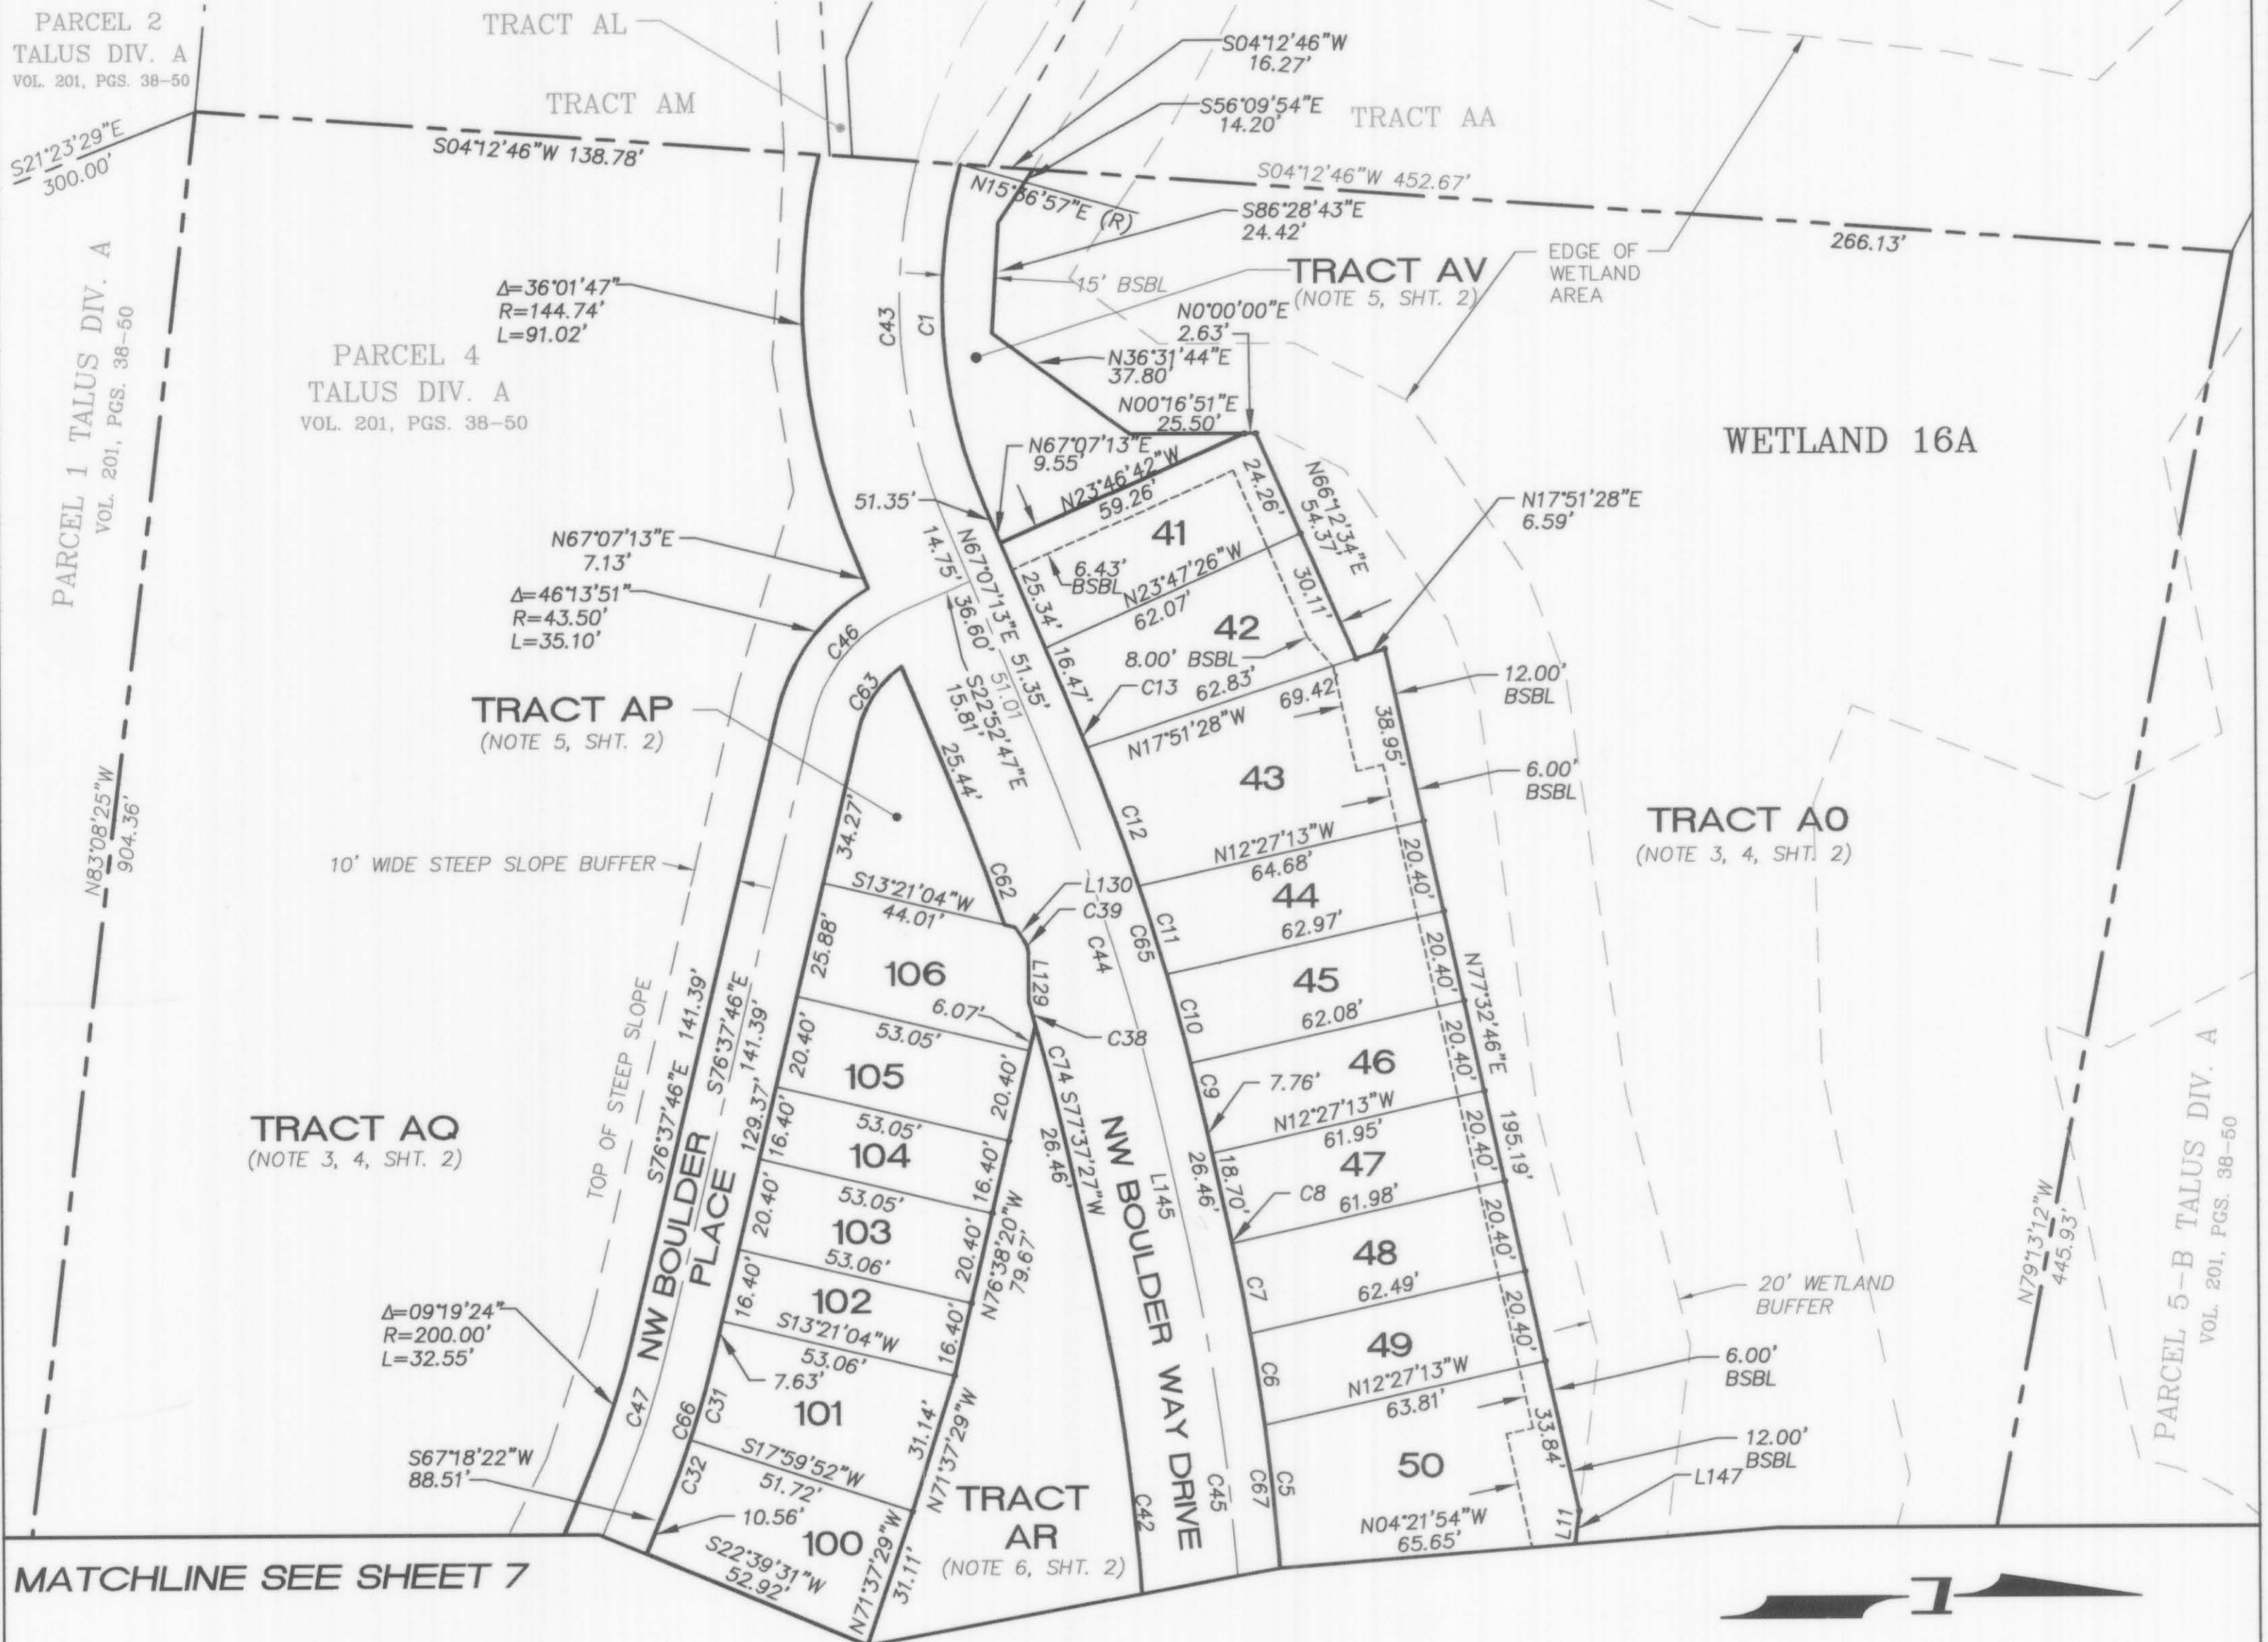 PARCEL 2
TALUS DIV. A
VOL. 201, PGS. 38-50
TRACT AL
TRACT AM
S21°23'29"E
300.00'
S04°12'46"W 138.78'
S04°12'46"W
16.27'
S56°09'54"E
14.20'
TRACT AA
S04°12'46"W 452.67'
266.13'
N15°36'57"E (R)
S86°28'43"E
24.42'
15' BSBL
TRACT AV
(NOTE 5, SHT. 2)
EDGE OF
WETLAND
AREA
PARCEL 1 TALUS DIV. A
VOL. 201, PGS. 38-50
Δ=36°01'47"
R=144.74'
L=91.02'
C43
C1
N0°00'00"E
2.63'
N36°31'44"E
37.80'
N00°16'51"E
25.50'
PARCEL 4
TALUS DIV. A
VOL. 201, PGS. 38-50
WETLAND 16A
N67°07'13"E
9.55'
N23°46'42"W
59.26'
24.26'
N66°12'34"E
54.37'
N17°51'28"E
6.59'
51.35'
41
6.43'
BSBL
N23°47'26"W
62.07'
30.11'
N67°07'13"E
7.13'
14.75'
36.60'
N67°07'13"E 51.35'
51.01
S22°52'47"E
15.81'
25.34'
42
8.00' BSBL
Δ=46°13'51"
R=43.50'
L=35.10'
C46
C63
16.47'
C13
62.83'
69.42'
N17°51'28"W
12.00'
BSBL
38.95'
TRACT AP
(NOTE 5, SHT. 2)
25.44'
43
6.00'
BSBL
N83°08'25"W
904.36'
10' WIDE STEEP SLOPE BUFFER
34.27'
C12
N12°27'13"W
64.68'
20.40'
TRACT AO
(NOTE 3, 4, SHT. 2)
S13°21'04"W
44.01'
C62
L130
C39
44
62.97'
C11
C65
C44
25.88'
106
L129
6.07'
C38
20.40'
45
62.08'
C10
N77°32'46"E
195.19'
TOP OF STEEP SLOPE
S76°37'46"E 141.39'
S76°37'46"E
141.39'
129.37'
20.40'
53.05'
105
20.40'
C74 S77°37'27"W
26.46'
C9
7.76'
46
20.40'
N12°27'13"W
61.95'
TRACT AQ
(NOTE 3, 4, SHT. 2)
16.40'
53.05'
104
16.40'
NW BOULDER WAY DRIVE
L145
26.46'
18.70'
47
20.40'
C8
61.98'
NW BOULDER
PLACE
20.40'
53.05'
103
20.40'
N76°38'20"W
79.67'
48
20.40'
C7
62.49'
PARCEL 5-B TALUS DIV. A
VOL. 201, PGS. 38-50
N79°13'12"W
445.93'
20' WETLAND
BUFFER
16.40'
53.06'
102
16.40'
49
20.40'
C6
N12°27'13"W
63.81'
6.00'
BSBL
Δ=09°19'24"
R=200.00'
L=32.55'
C47
S13°21'04"W
53.06'
7.63'
101
C31
C66
31.14'
N71°37'29"W
33.84'
12.00'
BSBL
L147
L11
S67°18'22"W
88.51'
C32
S17°59'52"W
51.72'
10.56'
100
S22°39'31"W
52.92'
N71°37'29"W
31.11'
TRACT
AR
(NOTE 6, SHT. 2)
C42
C45
C5
C67
50
N04°21'54"W
65.65'
MATCHLINE SEE SHEET 7